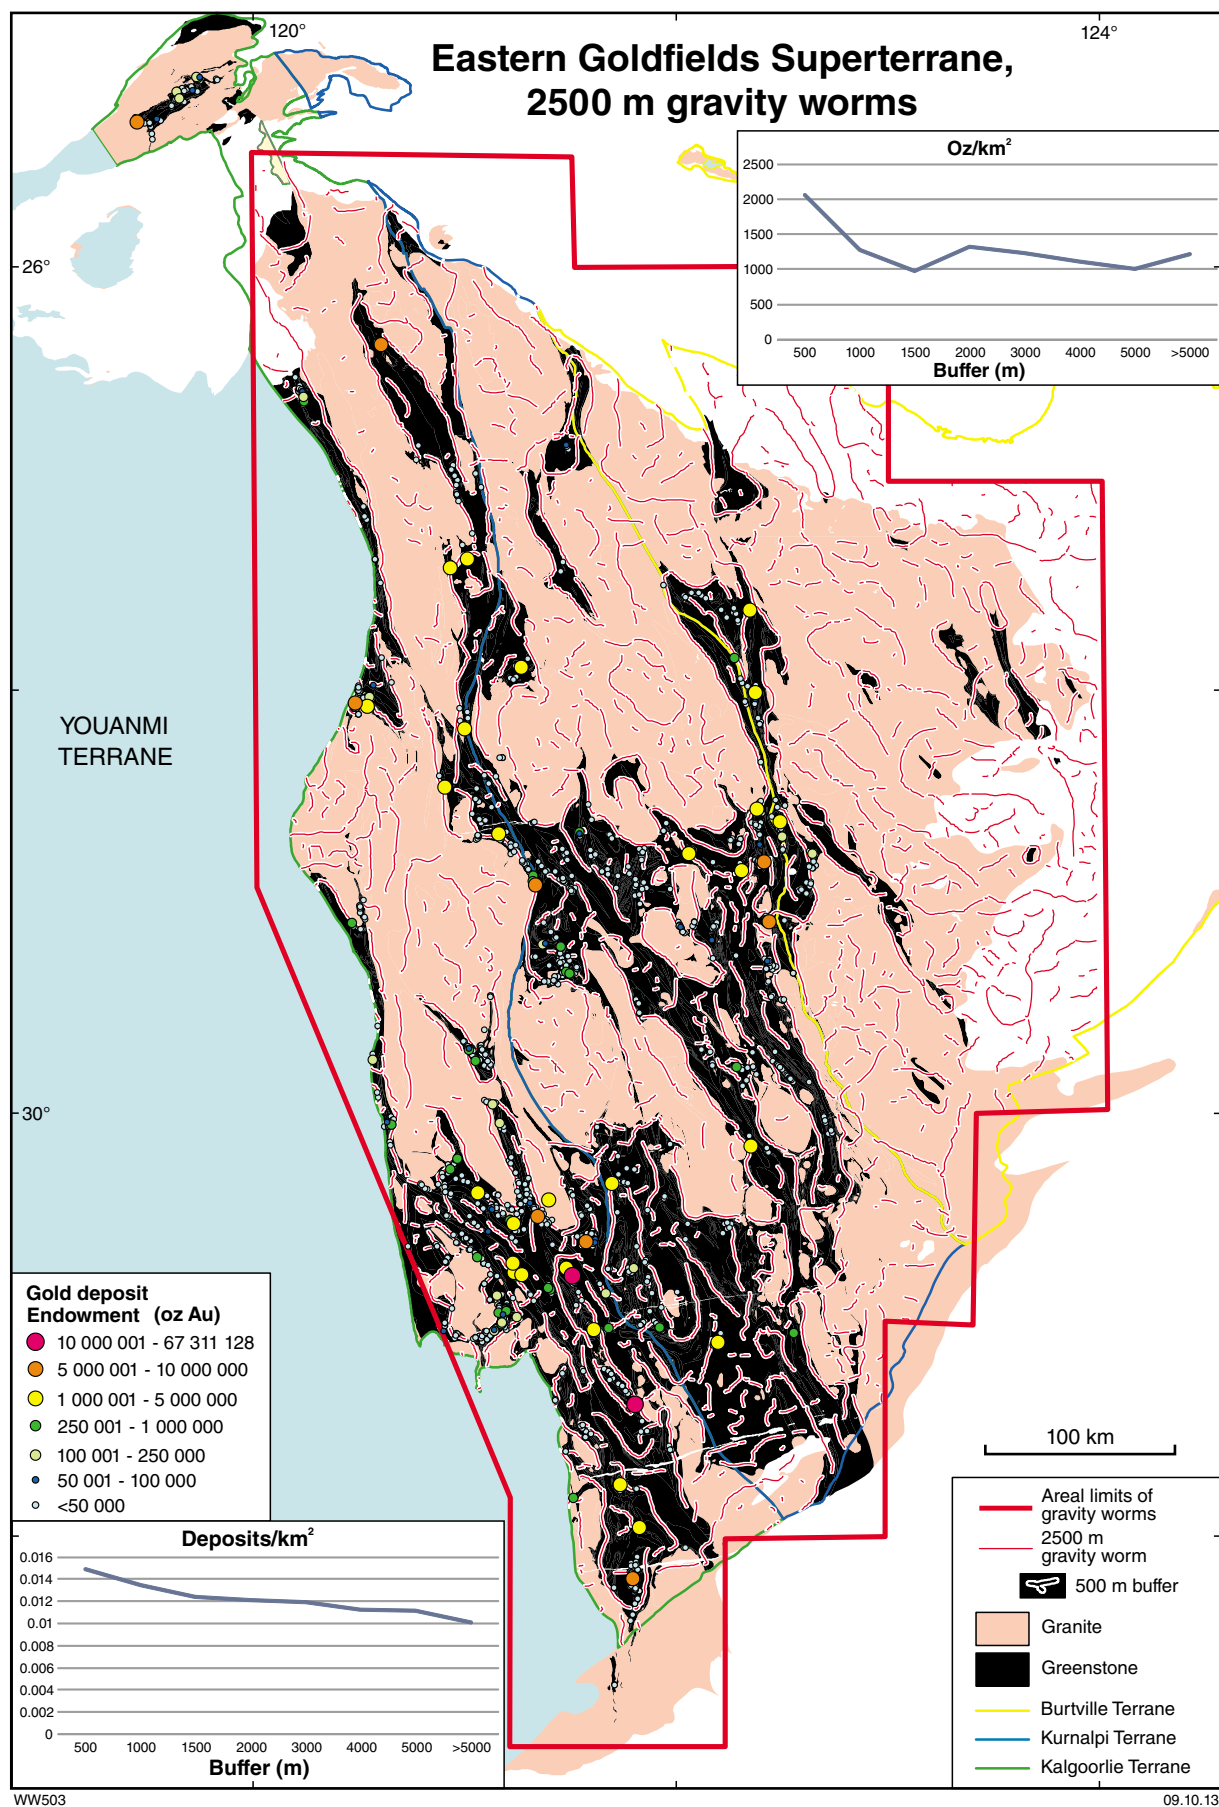 120°
124°
Eastern Goldfields Superterrane,
2500 m gravity worms
Oz/km²
2500
2000
1500
1000
500
0
500 1000 1500 2000 3000 4000 5000 >5000
Buffer (m)
26°
YOUANMI
TERRANE
30°
Gold deposit
Endowment (oz Au)
10 000 001 - 67 311 128
5 000 001 - 10 000 000
1 000 001 - 5 000 000
250 001 - 1 000 000
100 001 - 250 000
50 001 - 100 000
<50 000
Deposits/km²
0.016
0.014
0.012
0.01
0.008
0.006
0.004
0.002
0
500 1000 1500 2000 3000 4000 5000 >5000
Buffer (m)
100 km
Areal limits of
gravity worms
2500 m
gravity worm
500 m buffer
Granite
Greenstone
Burtville Terrane
Kurnalpi Terrane
Kalgoorlie Terrane
WW503
09.10.13